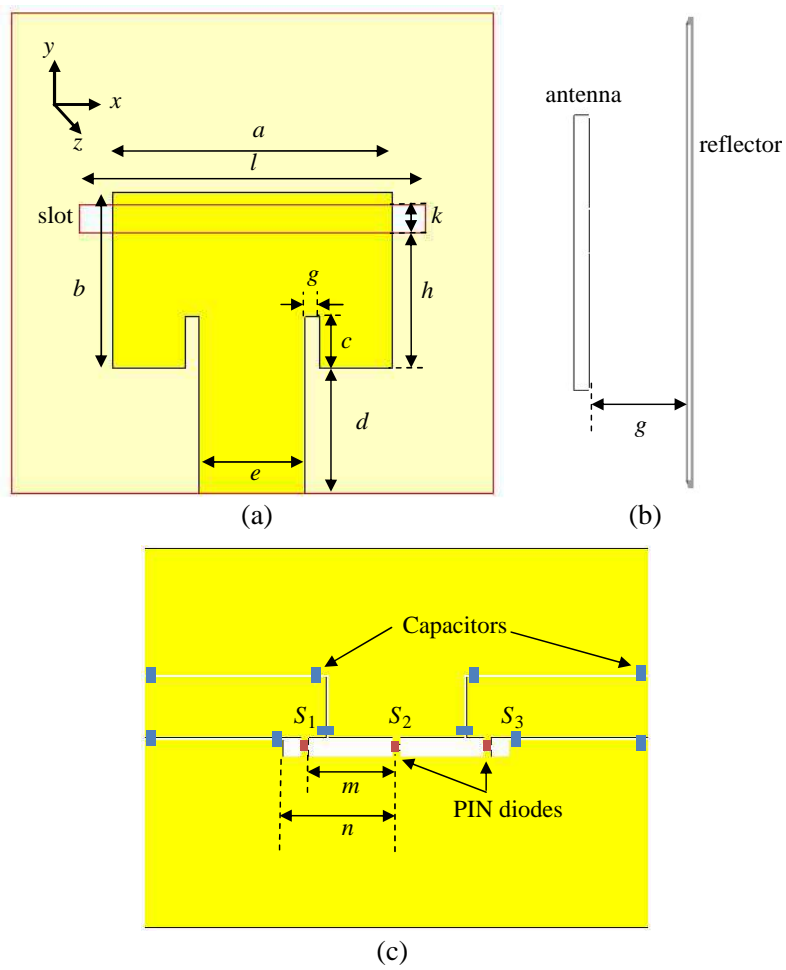 y
x
z
a
l
slot
k
b
g
h
c
d
e
(a)
antenna
reflector
g
(b)
Capacitors
S1
S2
S3
m
n
PIN diodes
(c)